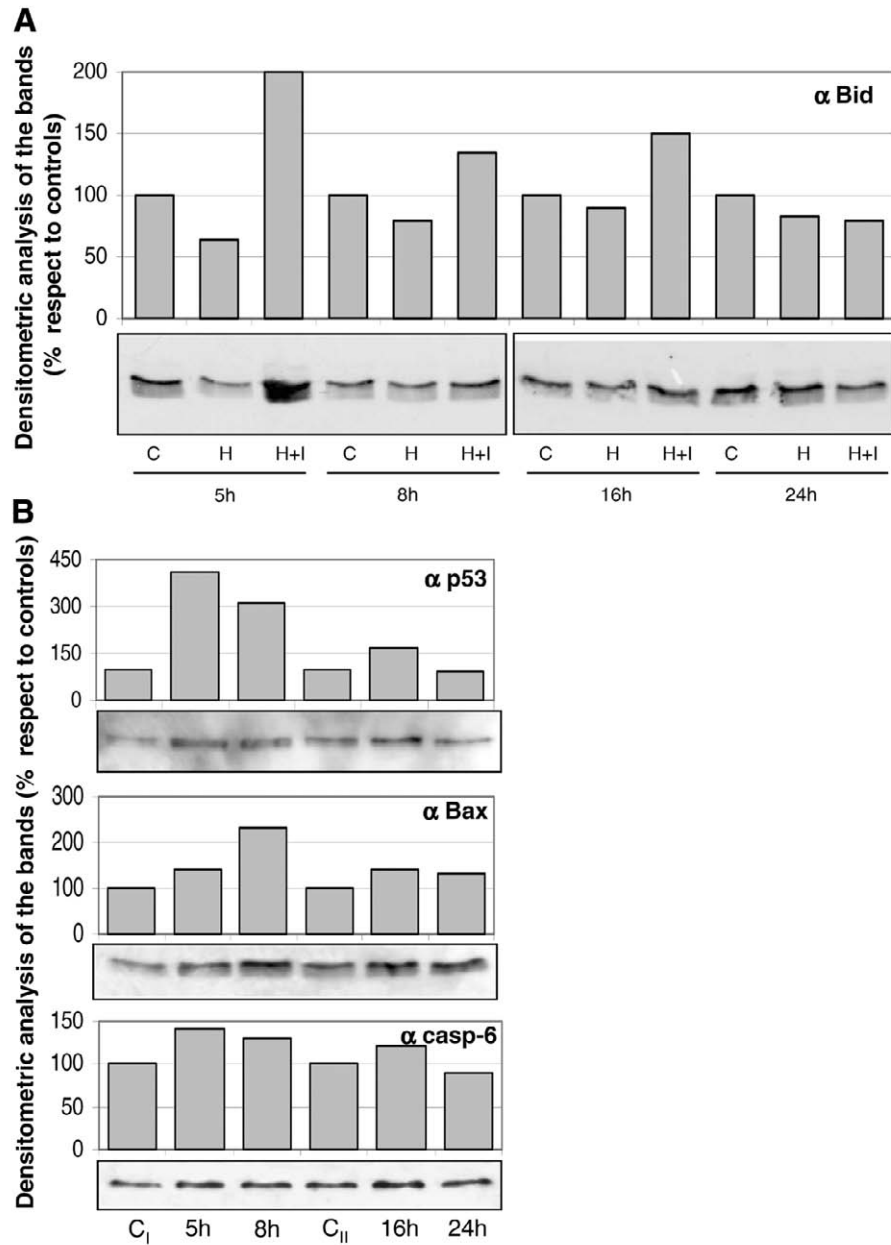 A
Densitometric analysis of the bands
(% respect to controls)
200
150
100
50
0
α Bid
C H H+I C H H+I C H H+I C H H+I
5h 8h 16h 24h
B
Densitometric analysis of the bands (% respect to controls)
450
300
150
0
α p53
300
200
100
0
α Bax
150
100
50
0
α casp-6
CI 5h 8h CII 16h 24h